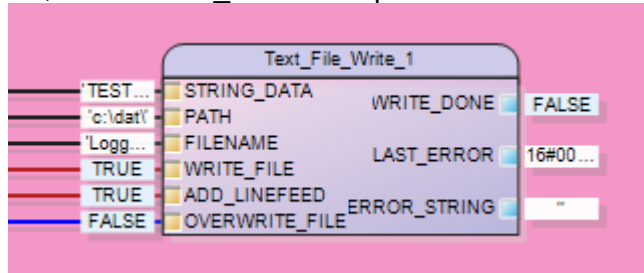 Text_File_Write_1
'TEST... STRING_DATA
WRITE_DONE FALSE
'c:\dat\' PATH
'Logg... FILENAME
LAST_ERROR 16#00...
TRUE WRITE_FILE
TRUE ADD_LINEFEED
ERROR_STRING ''
FALSE OVERWRITE_FILE